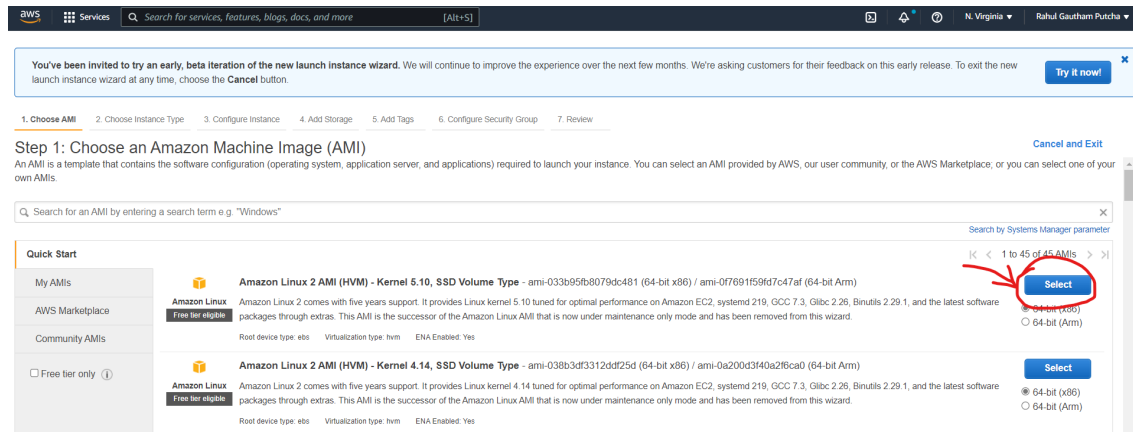 aws
Services
Search for services, features, blogs, docs, and more
[Alt+S]
N. Virginia
Rahul Gautham Putcha
You've been invited to try an early, beta iteration of the new launch instance wizard. We will continue to improve the experience over the next few months. We're asking customers for their feedback on this early release. To exit the new
launch instance wizard at any time, choose the Cancel button.
Try it now!
1. Choose AMI 2. Choose Instance Type 3. Configure Instance 4. Add Storage 5. Add Tags 6. Configure Security Group 7. Review
Step 1: Choose an Amazon Machine Image (AMI)
Cancel and Exit
An AMI is a template that contains the software configuration (operating system, application server, and applications) required to launch your instance. You can select an AMI provided by AWS, our user community, or the AWS Marketplace; or you can select one of your
own AMIs.
Search for an AMI by entering a search term e.g. "Windows"
Search by Systems Manager parameter
Quick Start
1 to 45 of 45 AMIs
My AMIs
AWS Marketplace
Community AMIs
Free tier only
Amazon Linux
Free tier eligible
Amazon Linux 2 AMI (HVM) - Kernel 5.10, SSD Volume Type - ami-033b95fb8079dc481 (64-bit x86) / ami-0f7691f59fd7c47af (64-bit Arm)
Amazon Linux 2 comes with five years support. It provides Linux kernel 5.10 tuned for optimal performance on Amazon EC2, systemd 219, GCC 7.3, Glibc 2.26, Binutils 2.29.1, and the latest software
packages through extras. This AMI is the successor of the Amazon Linux AMI that is now under maintenance only mode and has been removed from this wizard.
Root device type: ebs Virtualization type: hvm ENA Enabled: Yes
Select
64-bit (x86)
64-bit (Arm)
Amazon Linux
Free tier eligible
Amazon Linux 2 AMI (HVM) - Kernel 4.14, SSD Volume Type - ami-038b3df3312ddf25d (64-bit x86) / ami-0a200d3f40a2f6ca0 (64-bit Arm)
Amazon Linux 2 comes with five years support. It provides Linux kernel 4.14 tuned for optimal performance on Amazon EC2, systemd 219, GCC 7.3, Glibc 2.26, Binutils 2.29.1, and the latest software
packages through extras. This AMI is the successor of the Amazon Linux AMI that is now under maintenance only mode and has been removed from this wizard.
Root device type: ebs Virtualization type: hvm ENA Enabled: Yes
Select
64-bit (x86)
64-bit (Arm)